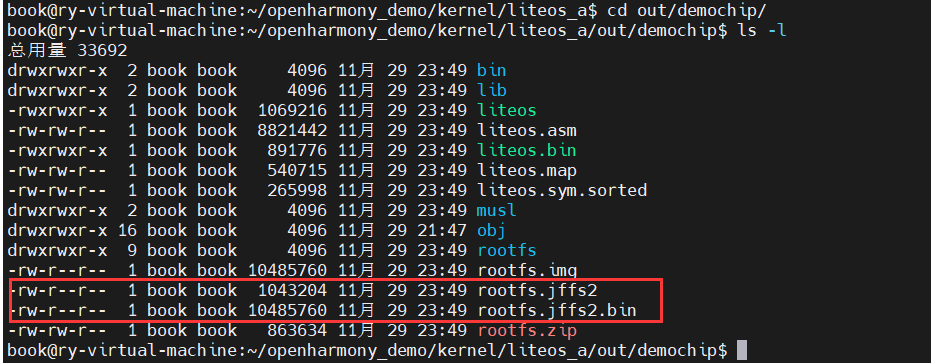 book@ry-virtual-machine:~/openharmony_demo/kernel/liteos_a$ cd out/demochip/
book@ry-virtual-machine:~/openharmony_demo/kernel/liteos_a/out/demochip$ ls -l
总用量 33692
drwxrwxr-x  2 book book     4096 11月 29 23:49 bin
drwxrwxr-x  2 book book     4096 11月 29 23:49 lib
-rwxrwxr-x  1 book book  1069216 11月 29 23:49 liteos
-rw-rw-r--  1 book book  8821442 11月 29 23:49 liteos.asm
-rwxrwxr-x  1 book book   891776 11月 29 23:49 liteos.bin
-rw-rw-r--  1 book book   540715 11月 29 23:49 liteos.map
-rw-rw-r--  1 book book   265998 11月 29 23:49 liteos.sym.sorted
drwxrwxr-x  2 book book     4096 11月 29 23:49 musl
drwxrwxr-x 16 book book     4096 11月 29 21:47 obj
drwxrwxr-x  9 book book     4096 11月 29 23:49 rootfs
-rw-r--r--  1 book book 10485760 11月 29 23:49 rootfs.img
-rw-r--r--  1 book book  1043204 11月 29 23:49 rootfs.jffs2
-rw-r--r--  1 book book 10485760 11月 29 23:49 rootfs.jffs2.bin
-rw-rw-r--  1 book book   863634 11月 29 23:49 rootfs.zip
book@ry-virtual-machine:~/openharmony_demo/kernel/liteos_a/out/demochip$